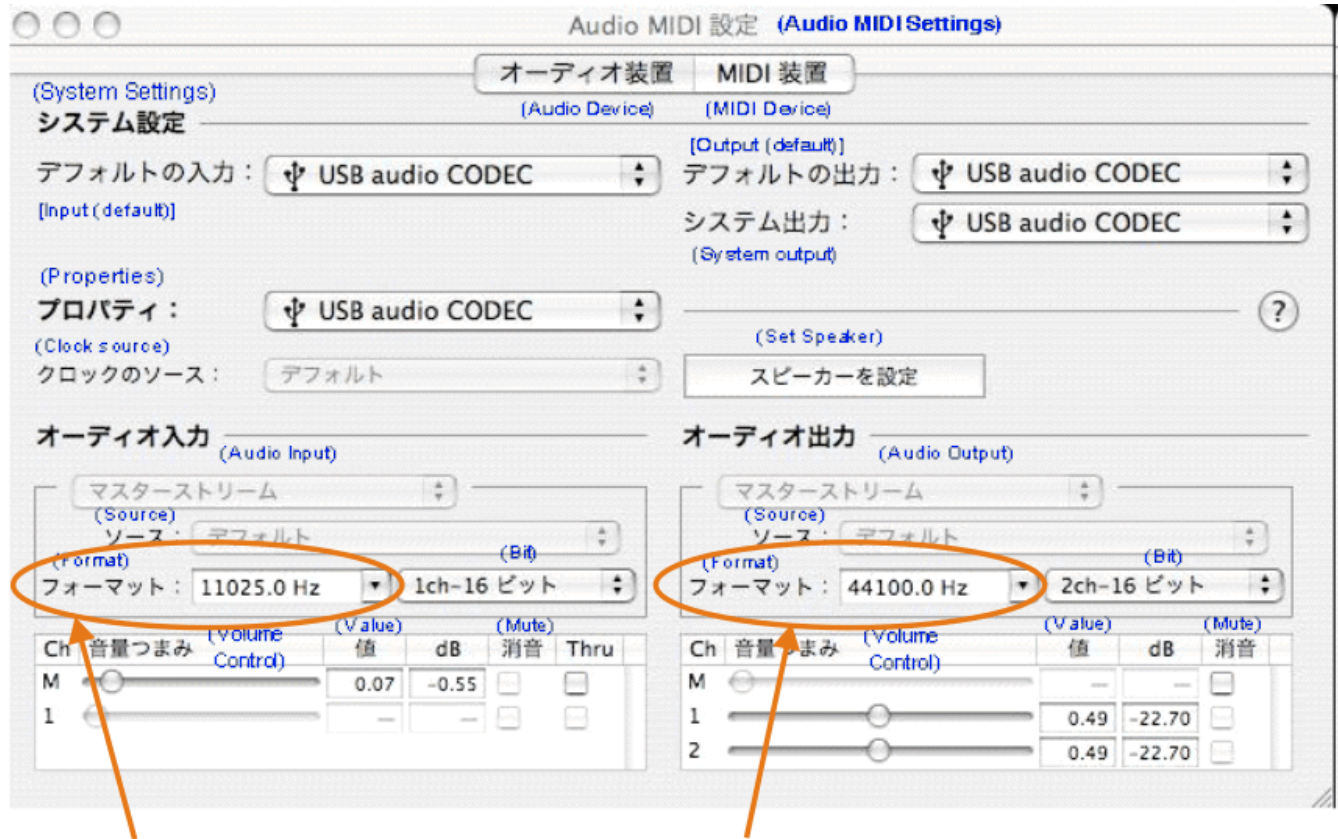 Audio MIDI 設定 (Audio MIDI Settings)
オーディオ装置 MIDI 装置
(Audio Device) (MIDI Device)
(System Settings)
システム設定
デフォルトの入力： USB audio CODEC
[Input (default)]
[Output (default)]
デフォルトの出力： USB audio CODEC
システム出力： USB audio CODEC
(System output)
(Properties)
プロパティ： USB audio CODEC
?
(Clock source)
クロックのソース： デフォルト
(Set Speaker)
スピーカーを設定
オーディオ入力
(Audio Input)
マスターストリーム
(Source)
ソース： デフォルト
(Format) (Bit)
フォーマット： 11025.0 Hz 1ch-16 ビット
(Volume Control) (Value) (Mute)
Ch 音量つまみ 値 dB 消音 Thru
M 0.07 -0.55
1 — —
オーディオ出力
(Audio Output)
マスターストリーム
(Source)
ソース： デフォルト
(Format) (Bit)
フォーマット： 44100.0 Hz 2ch-16 ビット
(Volume Control) (Value) (Mute)
Ch 音量つまみ 値 dB 消音
M — —
1 0.49 -22.70
2 0.49 -22.70